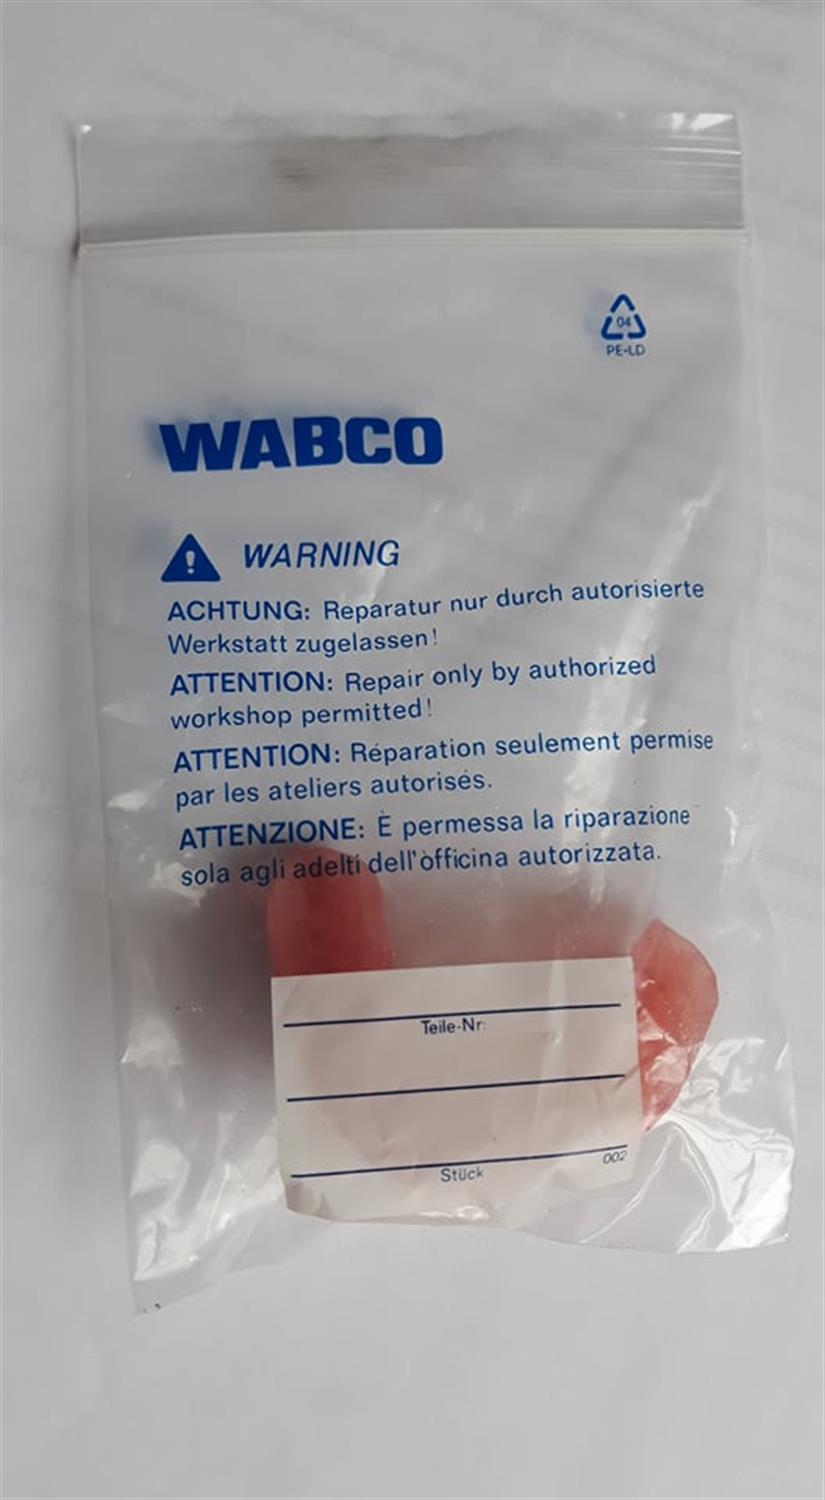 04
PE-LD
WABCO
! WARNING
ACHTUNG: Reparatur nur durch autorisierte
Werkstatt zugelassen!
ATTENTION: Repair only by authorized
workshop permitted!
ATTENTION: Réparation seulement permise
par les ateliers autorisés.
ATTENZIONE: È permessa la riparazione
sola agli adelti dell'officina autorizzata.
Teile-Nr.
002
Stück